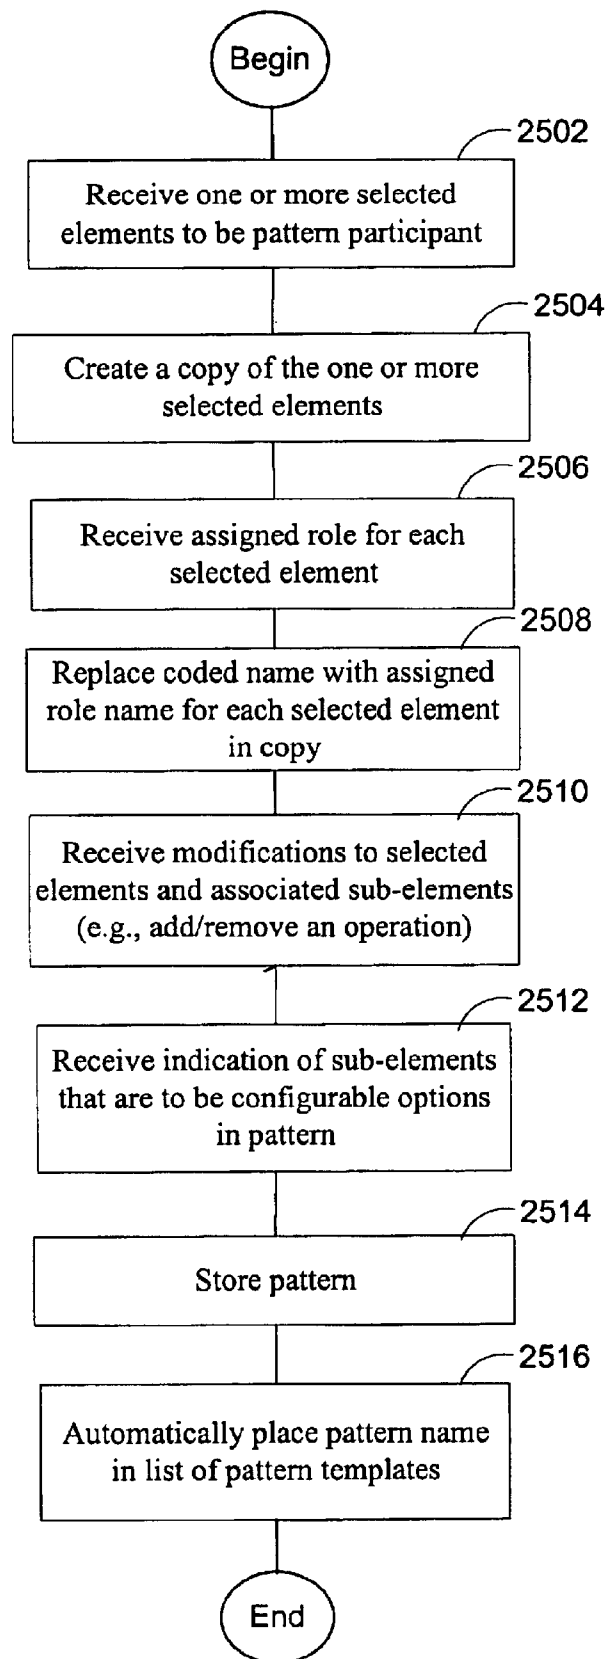 Begin
2502
Receive one or more selected
elements to be pattern participant
2504
Create a copy of the one or more
selected elements
2506
Receive assigned role for each
selected element
2508
Replace coded name with assigned
role name for each selected element
in copy
2510
Receive modifications to selected
elements and associated sub-elements
(e.g., add/remove an operation)
2512
Receive indication of sub-elements
that are to be configurable options
in pattern
2514
Store pattern
2516
Automatically place pattern name
in list of pattern templates
End